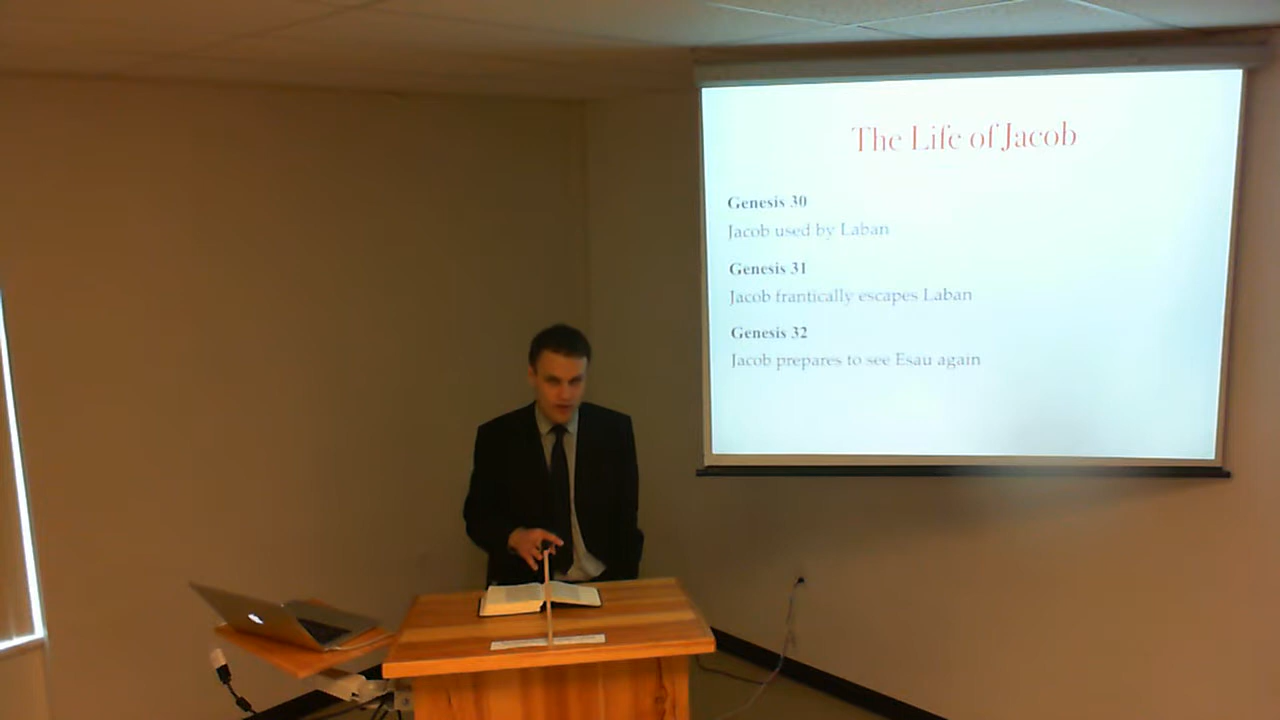 The Life of Jacob
Genesis 30
Jacob used by Laban
Genesis 31
Jacob frantically escapes Laban
Genesis 32
Jacob prepares to see Esau again